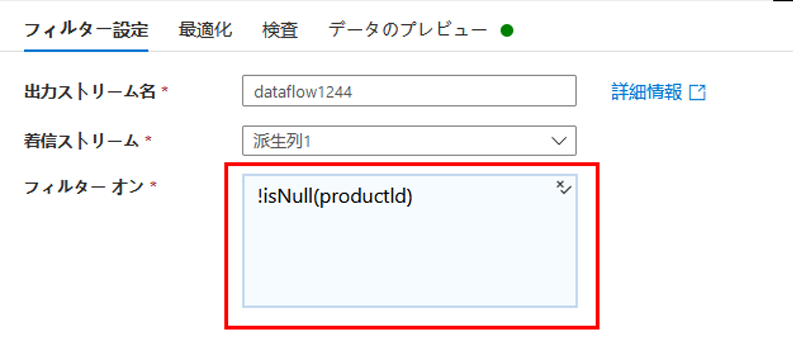 フィルター設定 最適化 検査 データのプレビュー
出力ストリーム名 * dataflow1244 詳細情報
着信ストリーム * 派生列1
フィルター オン *
!isNull(productId)